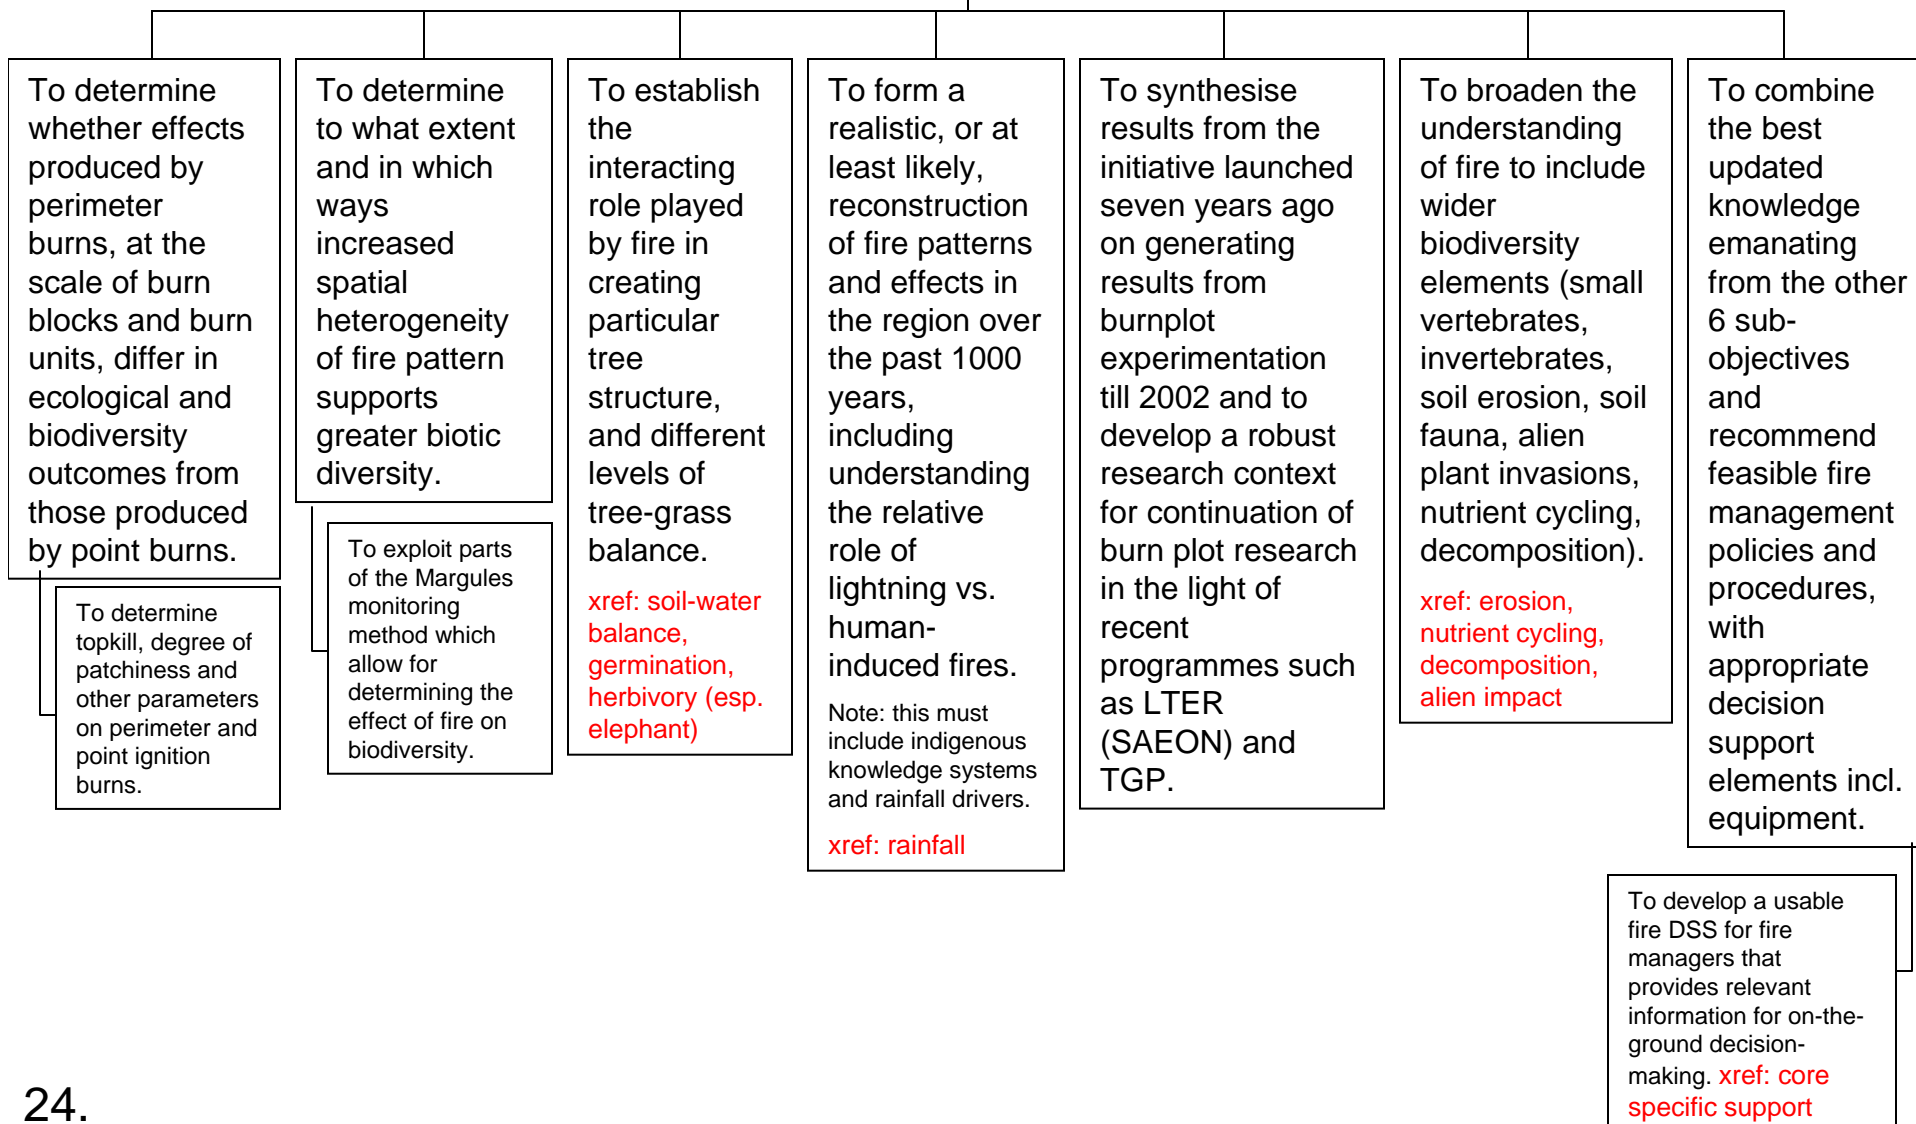 To determine
whether effects
produced by
perimeter
burns, at the
scale of burn
blocks and burn
units, differ in
ecological and
biodiversity
outcomes from
those produced
by point burns.
To determine
topkill, degree of
patchiness and
other parameters
on perimeter and
point ignition
burns.
To determine
to what extent
and in which
ways
increased
spatial
heterogeneity
of fire pattern
supports
greater biotic
diversity.
To exploit parts
of the Margules
monitoring
method which
allow for
determining the
effect of fire on
biodiversity.
To establish
the
interacting
role played
by fire in
creating
particular
tree
structure,
and different
levels of
tree-grass
balance.
xref: soil-water
balance,
germination,
herbivory (esp.
elephant)
To form a
realistic, or at
least likely,
reconstruction
of fire patterns
and effects in
the region over
the past 1000
years,
including
understanding
the relative
role of
lightning vs.
human-
induced fires.
Note: this must
include indigenous
knowledge systems
and rainfall drivers.
xref: rainfall
To synthesise
results from the
initiative launched
seven years ago
on generating
results from
burnplot
experimentation
till 2002 and to
develop a robust
research context
for continuation of
burn plot research
in the light of
recent
programmes such
as LTER
(SAEON) and
TGP.
To broaden the
understanding
of fire to include
wider
biodiversity
elements (small
vertebrates,
invertebrates,
soil erosion, soil
fauna, alien
plant invasions,
nutrient cycling,
decomposition).
xref: erosion,
nutrient cycling,
decomposition,
alien impact
To combine
the best
updated
knowledge
emanating
from the other
6 sub-
objectives
and
recommend
feasible fire
management
policies and
procedures,
with
appropriate
decision
support
elements incl.
equipment.
To develop a usable
fire DSS for fire
managers that
provides relevant
information for on-the-
ground decision-
making. xref: core
specific support
24.